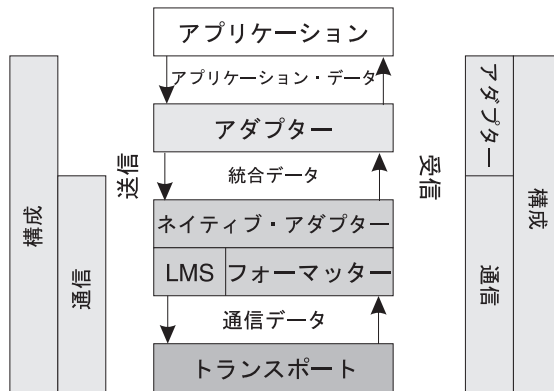 アプリケーション
アプリケーション・データ
アダプター
送信
統合データ
受信
ネイティブ・アダプター
LMS
フォーマッター
通信データ
トランスポート
構成
通信
アダプター
通信
構成